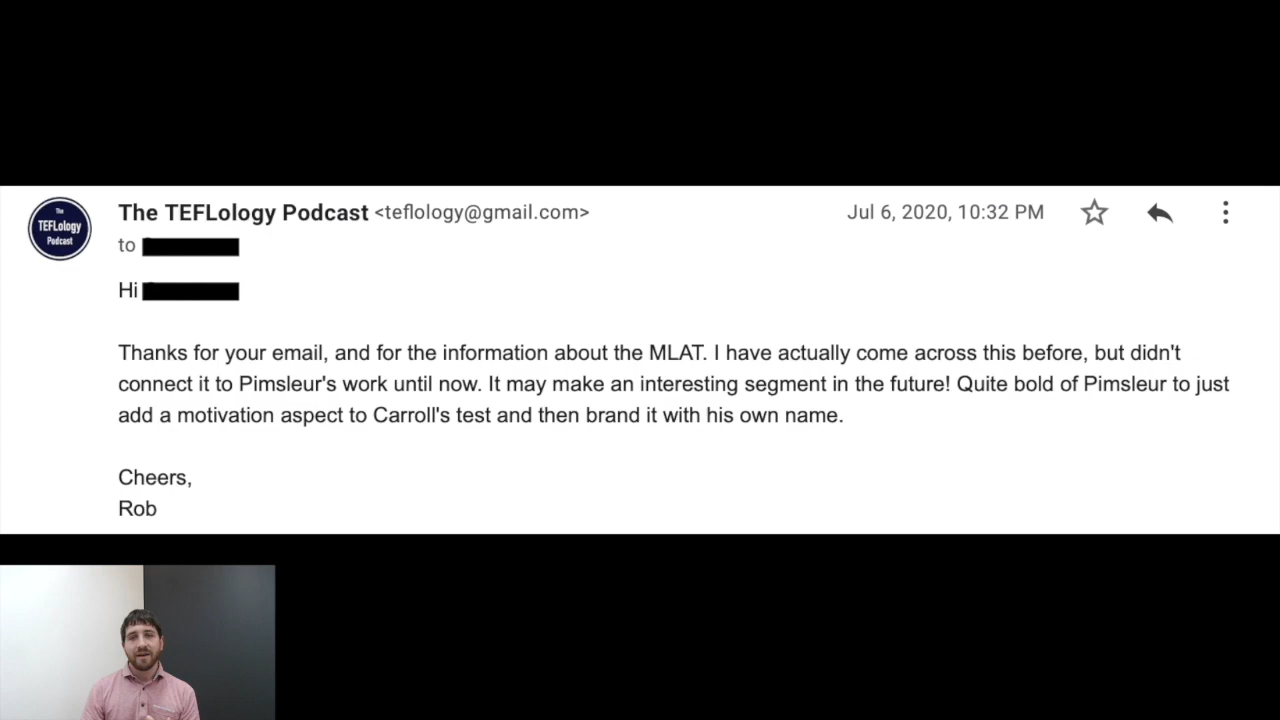 The
TEFLology
Podcast
The TEFLology Podcast <teflology@gmail.com>
Jul 6, 2020, 10:32 PM
to
Hi
Thanks for your email, and for the information about the MLAT. I have actually come across this before, but didn't
connect it to Pimsleur's work until now. It may make an interesting segment in the future! Quite bold of Pimsleur to just
add a motivation aspect to Carroll's test and then brand it with his own name.
Cheers,
Rob